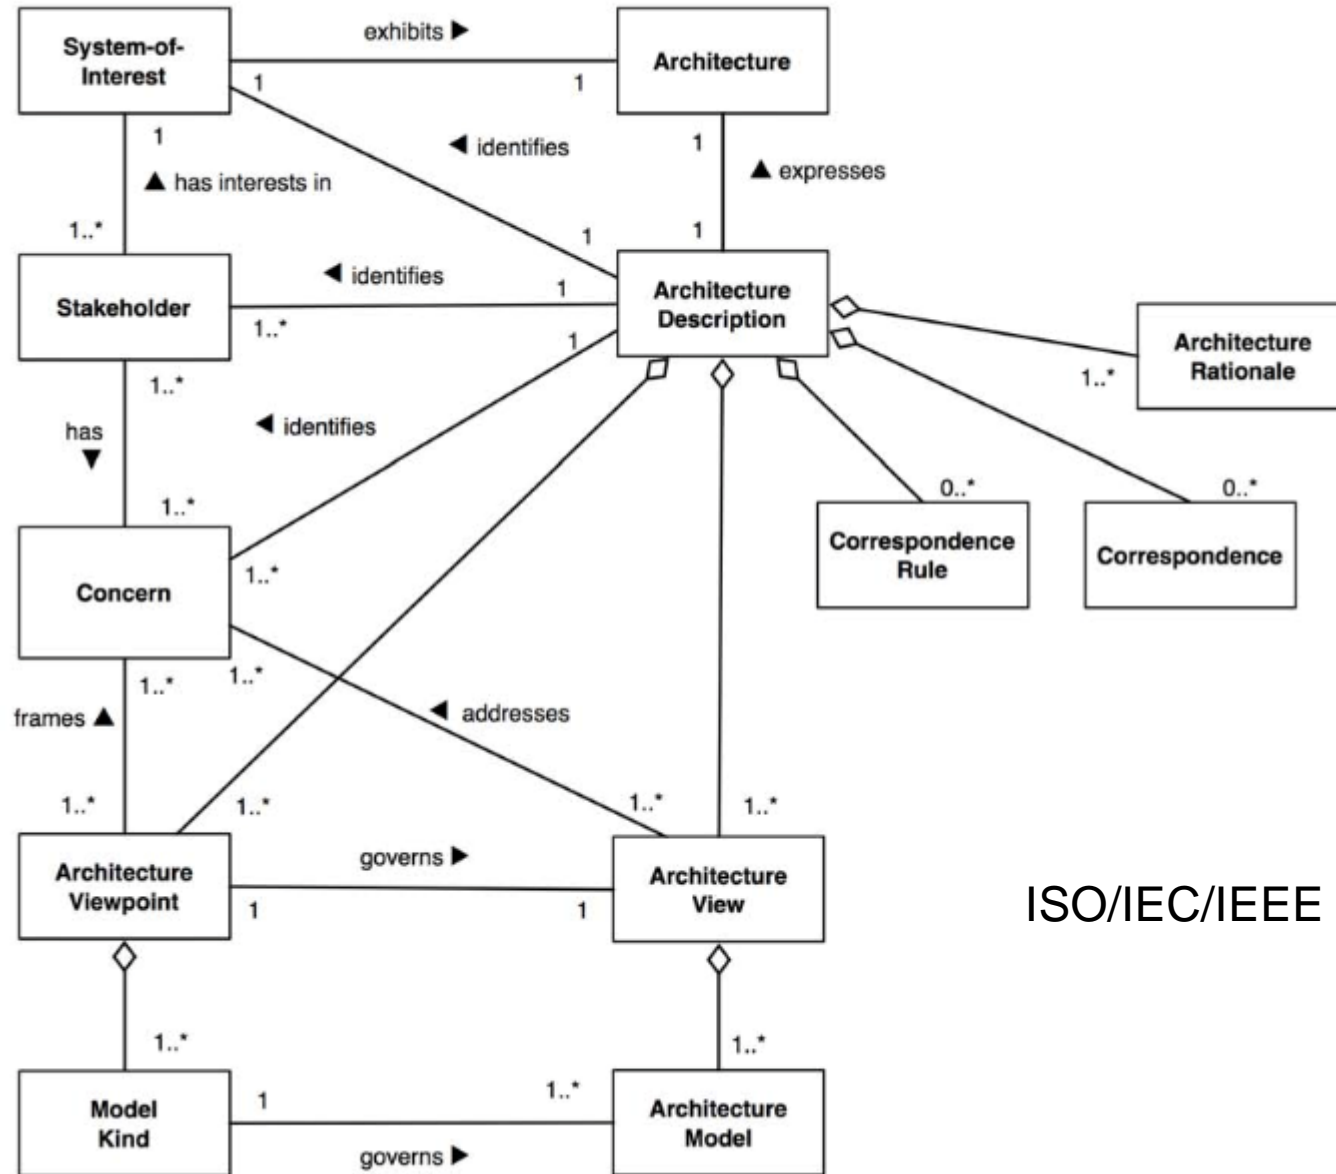 exhibits ►
System-of-
Interest
Architecture
1
1
1
◄ identifies
1
▲ has interests in
▲ expresses
1..*
1
1
◄ identifies
1
Stakeholder
1..*
Architecture
Description
1
Architecture
Rationale
1..*
1..*
has
▼
◄ identifies
1..*
0..*
0..*
Correspondence
Rule
Correspondence
1..*
Concern
1..*
1..*
frames ▲
◄ addresses
1..*
1..*
1..*
1..*
governs ►
Architecture
Viewpoint
Architecture
View
1
1
ISO/IEC/IEEE
1..*
1..*
1
1..*
Model
Kind
Architecture
Model
governs ►